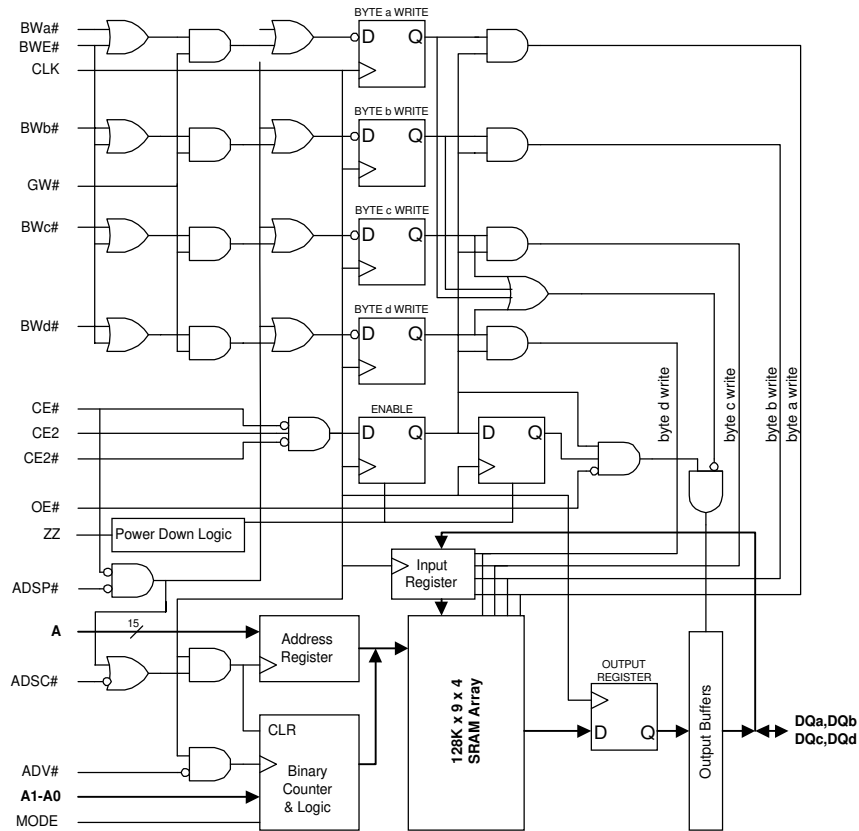 BYTE a WRITE
BWa#
BWE#
CLK
D
Q
BYTE b WRITE
BWb#
D
Q
GW#
BYTE c WRITE
BWc#
D
Q
BYTE d WRITE
BWd#
D
Q
byte d write
byte c write
byte b write
byte a write
CE#
CE2
CE2#
ENABLE
D
Q
D
Q
OE#
ZZ
Power Down Logic
ADSP#
Input
Register
A
15
Address
Register
ADSC#
128K x 9 x 4
SRAM Array
OUTPUT
REGISTER
D
Q
Output Buffers
DQa,DQb
DQc,DQd
CLR
ADV#
Binary
Counter
& Logic
A1-A0
MODE